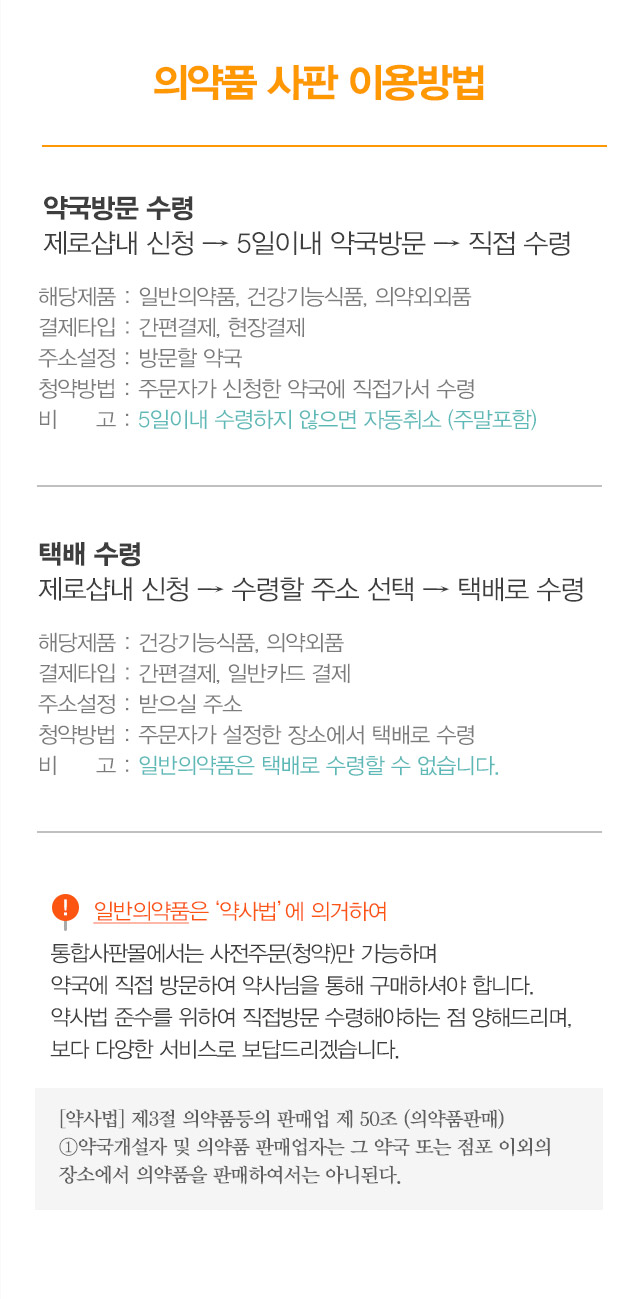 의약품 사판 이용방법
약국방문 수령
제로샵내 신청 → 5일이내 약국방문 → 직접 수령
해당제품 : 일반의약품, 건강기능식품, 의약외외품
결제타입 : 간편결제, 현장결제
주소설정 : 방문할 약국
청약방법 : 주문자가 신청한 약국에 직접가서 수령
비 고 : 5일이내 수령하지 않으면 자동취소 (주말포함)
택배 수령
제로샵내 신청 → 수령할 주소 선택 → 택배로 수령
해당제품 : 건강기능식품, 의약외품
결제타입 : 간편결제, 일반카드 결제
주소설정 : 받으실 주소
청약방법 : 주문자가 설정한 장소에서 택배로 수령
비 고 : 일반의약품은 택배로 수령할 수 없습니다.
! 일반의약품은 ‘약사법’에 의거하여
통합사판몰에서는 사전주문(청약)만 가능하며
약국에 직접 방문하여 약사님을 통해 구매하셔야 합니다.
약사법 준수를 위하여 직접방문 수령해야하는 점 양해드리며,
보다 다양한 서비스로 보답드리겠습니다.
[약사법] 제3절 의약품등의 판매업 제 50조 (의약품판매)
①약국개설자 및 의약품 판매업자는 그 약국 또는 점포 이외의
장소에서 의약품을 판매하여서는 아니된다.